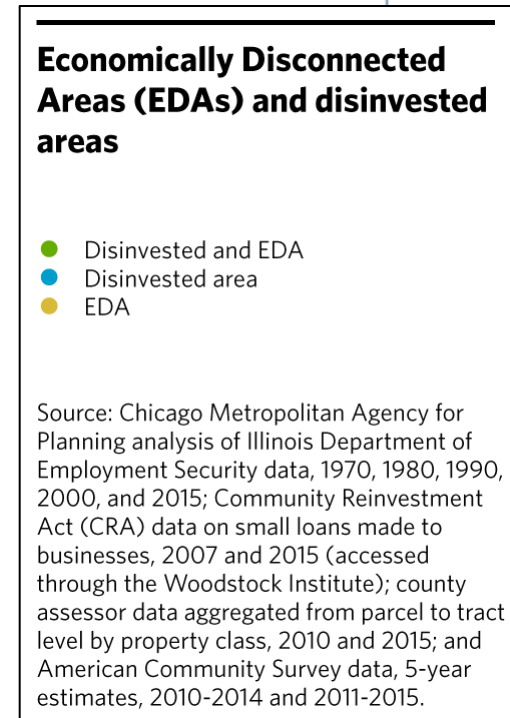 Economically Disconnected
Areas (EDAs) and disinvested
areas
Disinvested and EDA
Disinvested area
EDA
Source: Chicago Metropolitan Agency for
Planning analysis of Illinois Department of
Employment Security data, 1970, 1980, 1990,
2000, and 2015; Community Reinvestment
Act (CRA) data on small loans made to
businesses, 2007 and 2015 (accessed
through the Woodstock Institute); county
assessor data aggregated from parcel to tract
level by property class, 2010 and 2015; and
American Community Survey data, 5-year
estimates, 2010-2014 and 2011-2015.